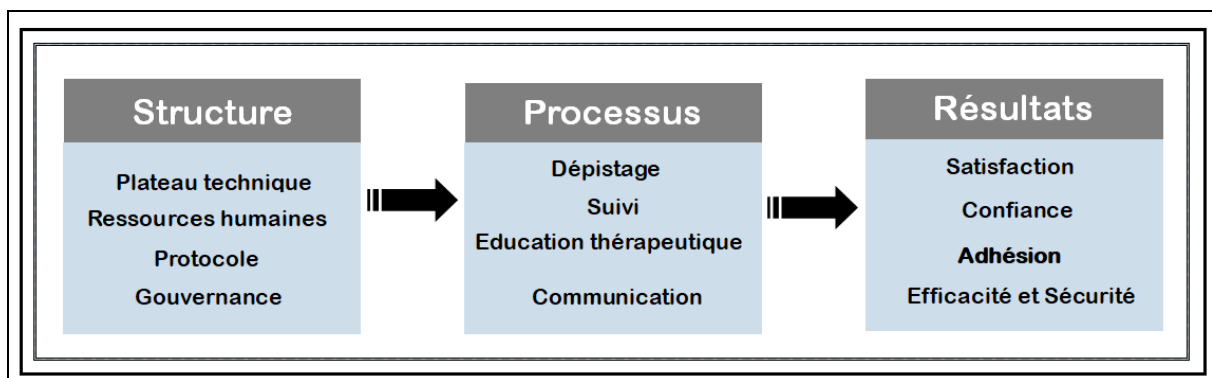 Structure
Plateau technique
Ressources humaines
Protocole
Gouvernance
Processus
Dépistage
Suivi
Education thérapeutique
Communication
Résultats
Satisfaction
Confiance
Adhésion
Efficacité et Sécurité